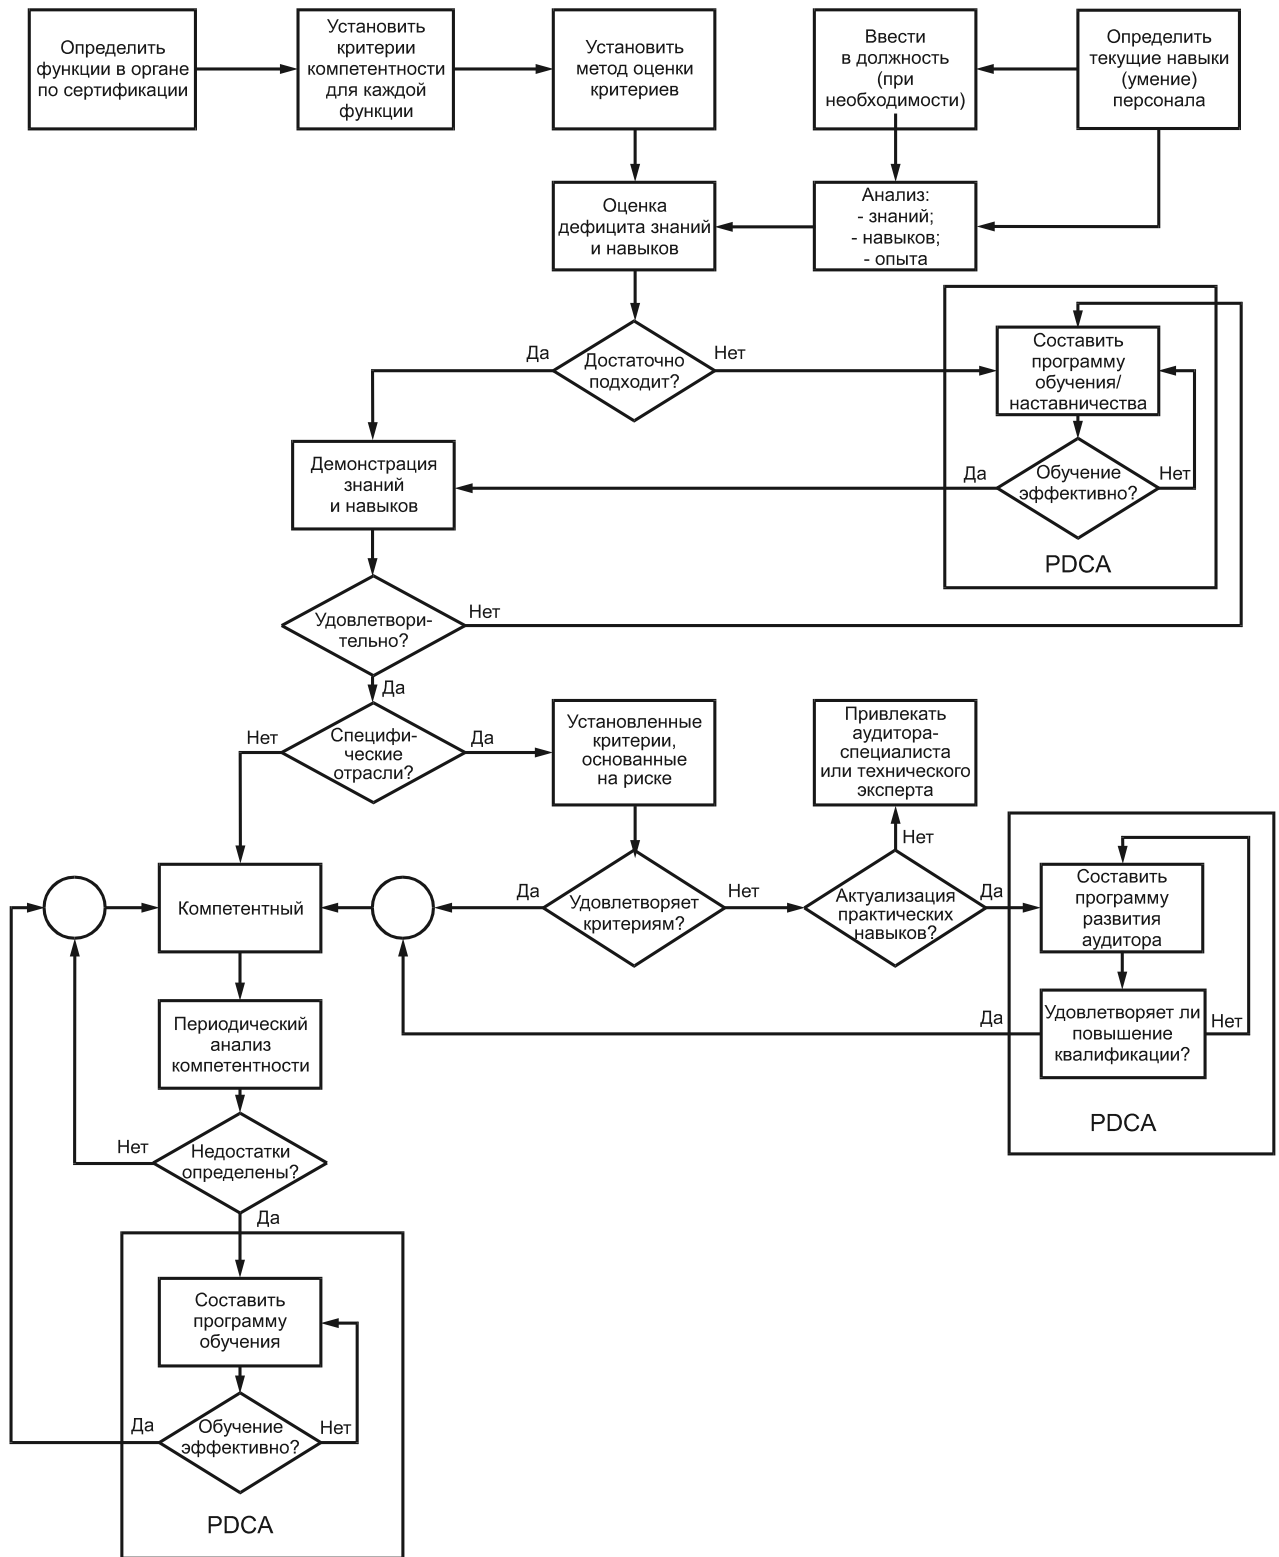 Определить
функции в органе
по сертификации
Установить
критерии
компетентности
для каждой
функции
Установить
метод оценки
критериев
Ввести
в должность
(при
необходимости)
Определить
текущие навыки
(умение)
персонала
Оценка
дефицита знаний
и навыков
Анализ:
- знаний;
- навыков;
- опыта
Да
Достаточно
подходит?
Нет
Составить
программу
обучения/
наставничества
Демонстрация
знаний
и навыков
Да
Обучение
эффективно?
Нет
PDCA
Удовлетвори-
тельно?
Нет
Да
Нет
Специфи-
ческие
отрасли?
Да
Установленные
критерии,
основанные
на риске
Привлекать
аудитора-
специалиста
или технического
эксперта
Нет
Компетентный
Да
Удовлетворяет
критериям?
Нет
Актуализация
практических
навыков?
Да
Составить
программу
развития
аудитора
Периодический
анализ
компетентности
Да
Удовлетворяет ли
повышение
квалификации?
Нет
PDCA
Нет
Недостатки
определены?
Да
Составить
программу
обучения
Да
Обучение
эффективно?
Нет
PDCA